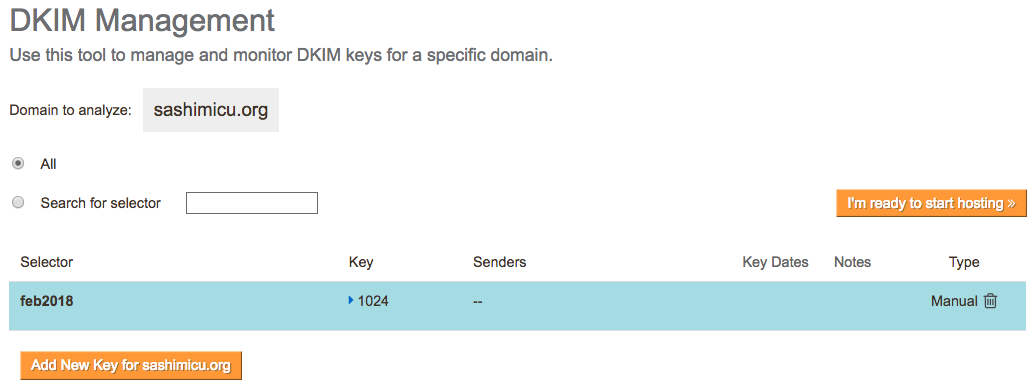 DKIM Management
Use this tool to manage and monitor DKIM keys for a specific domain.
Domain to analyze: sashimicu.org
All
Search for selector
I'm ready to start hosting »
Selector Key Senders Key Dates Notes Type
feb2018 1024 -- Manual
Add New Key for sashimicu.org